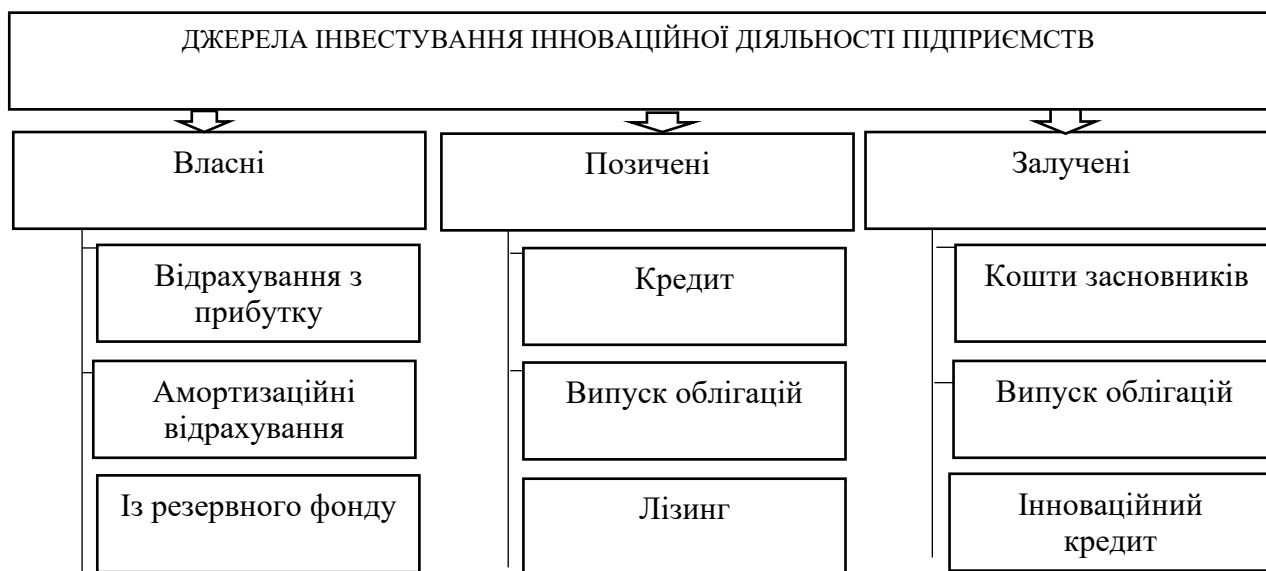 ДЖЕРЕЛА ІНВЕСТУВАННЯ ІННОВАЦІЙНОЇ ДІЯЛЬНОСТІ ПІДПРИЄМСТВ
Власні
Позичені
Залучені
Відрахування з
прибутку
Кредит
Кошти засновників
Амортизаційні
відрахування
Випуск облігацій
Випуск облігацій
Із резервного фонду
Лізинг
Інноваційний
кредит